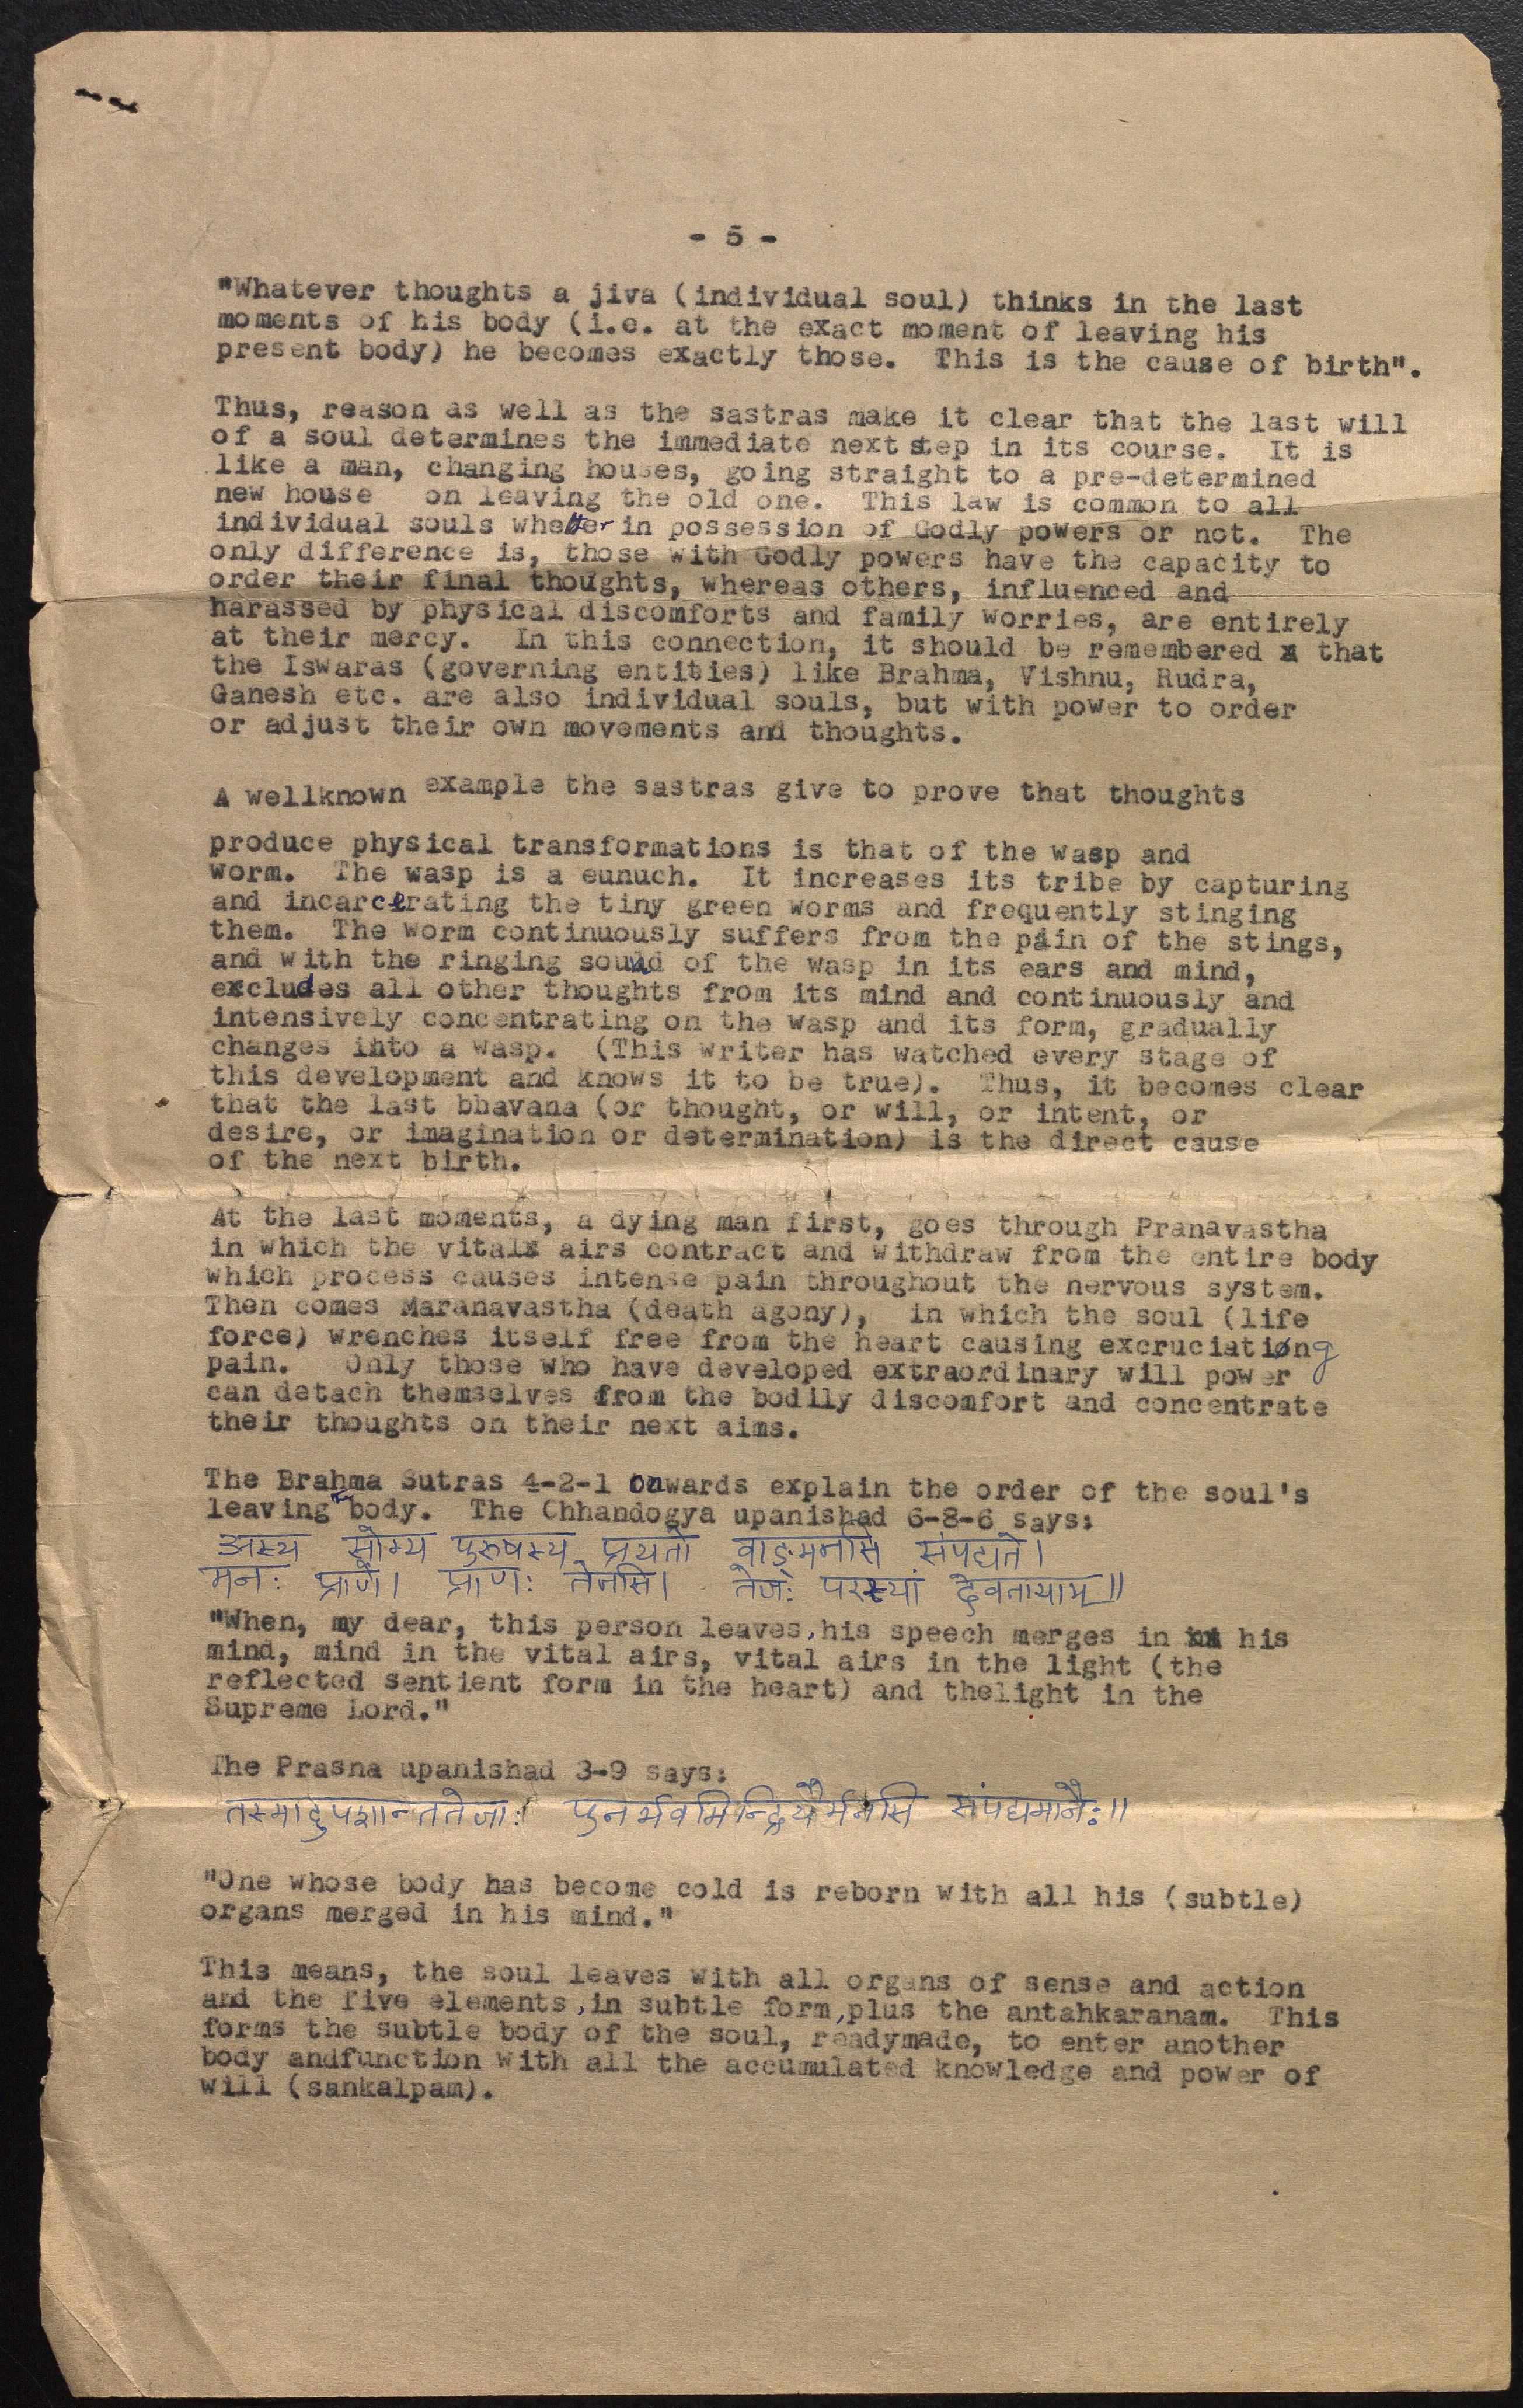 - 5 -
"Whatever thoughts a jiva (individual soul) thinks in the last
moments of his body (i.e. at the exact moment of leaving his
present body) he becomes exactly those. This is the cause of birth".
Thus, reason as well as the sastras make it clear that the last will
of a soul determines the immediate next step in its course. It is
like a man, changing houses, going straight to a pre-determined
new house on leaving the old one. This law is common to all
individual souls whether in possession of Godly powers or not. The
only difference is, those with Godly powers have the capacity to
order their final thoughts, whereas others, influenced and
harassed by physical discomforts and family worries, are entirely
at their mercy. In this connection, it should be remembered x that
the Iswaras (governing entities) like Brahma, Vishnu, Rudra,
Ganesh etc. are also individual souls, but with power to order
or adjust their own movements and thoughts.
A wellknown example the sastras give to prove that thoughts
produce physical transformations is that of the wasp and
worm. The wasp is a eunuch. It increases its tribe by capturing
and incarcerating the tiny green worms and frequently stinging
them. The worm continuously suffers from the pain of the stings,
and with the ringing sound of the wasp in its ears and mind,
excludes all other thoughts from its mind and continuously and
intensively concentrating on the wasp and its form, gradually
changes into a wasp. (This writer has watched every stage of
this development and knows it to be true). Thus, it becomes clear
that the last bhavana (or thought, or will, or intent, or
desire, or imagination or determination) is the direct cause
of the next birth.
At the last moments, a dying man first, goes through Pranavastha
in which the vital airs contract and withdraw from the entire body
which process causes intense pain throughout the nervous system.
Then comes Maranavastha (death agony), in which the soul (life
force) wrenches itself free from the heart causing excruciating
pain. Only those who have developed extraordinary will power
can detach themselves from the bodily discomfort and concentrate
their thoughts on their next aims.
The Brahma Sutras 4-2-1 onwards explain the order of the soul's
leaving body. The Chhandogya upanishad 6-8-6 says:
अस्य सोम्य पुरुषस्य प्रयतो वाङ्मनसि संपद्यते।
मनः प्राणे। प्राणः तेजसि। तेजः परस्यां देवतायाम्॥
"When, my dear, this person leaves, his speech merges in his
mind, mind in the vital airs, vital airs in the light (the
reflected sentient form in the heart) and thelight in the
Supreme Lord."
The Prasna upanishad 3-9 says:
तस्मादुपशान्ततेजाः पुनर्भवमिन्द्रियैर्मनसि संपद्यमानैः॥
"One whose body has become cold is reborn with all his (subtle)
organs merged in his mind."
This means, the soul leaves with all organs of sense and action
and the five elements, in subtle form, plus the antahkaranam. This
forms the subtle body of the soul, readymade, to enter another
body andfunction with all the accumulated knowledge and power of
will (sankalpam).